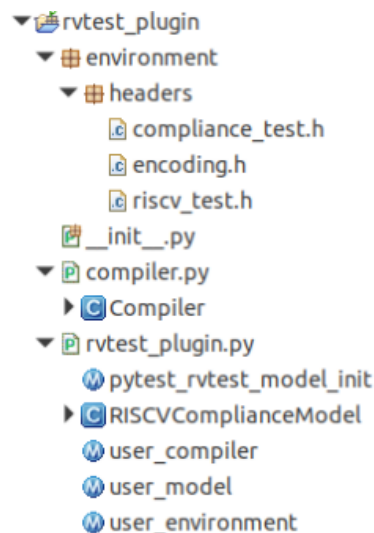 rvtest_plugin
environment
headers
compliance_test.h
encoding.h
riscv_test.h
__init__.py
compiler.py
Compiler
rvtest_plugin.py
pytest_rvtest_model_init
RISCVComplianceModel
user_compiler
user_model
user_environment